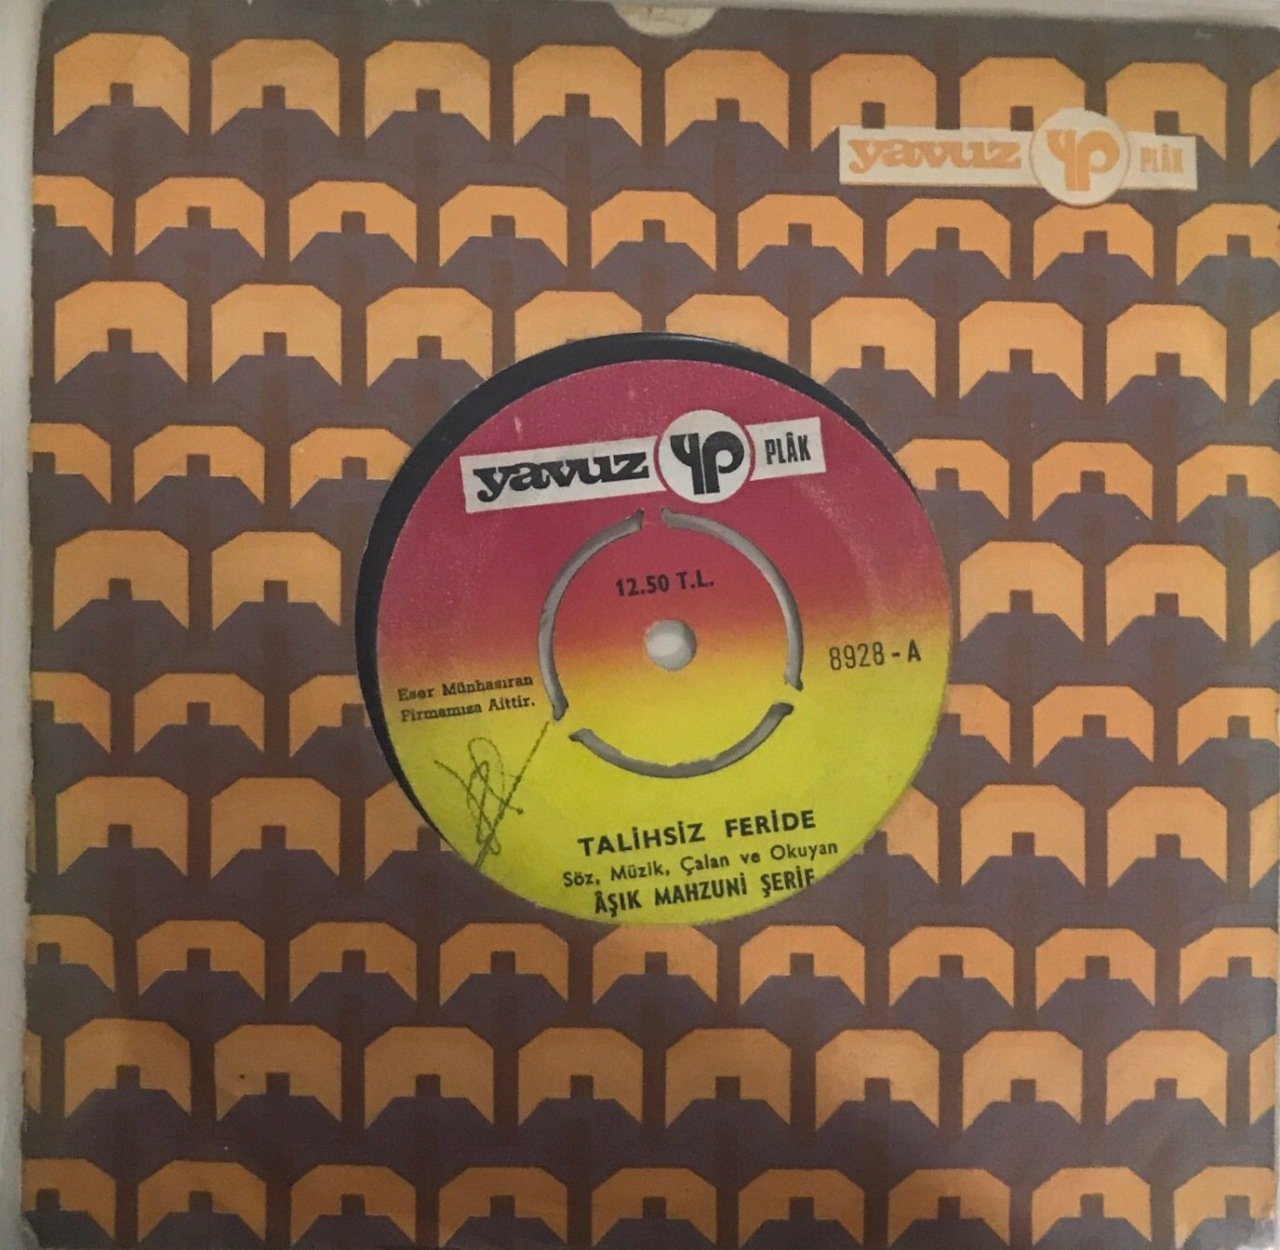 yavuz yp PLÂK
yavuz yp PLÂK
12.50 T.L.
8928 - A
Eser Münhasıran
Firmamıza Aittir.
TALİHSİZ FERİDE
Söz, Müzik, Çalan ve Okuyan
ÂŞIK MAHZUNİ ŞERİF